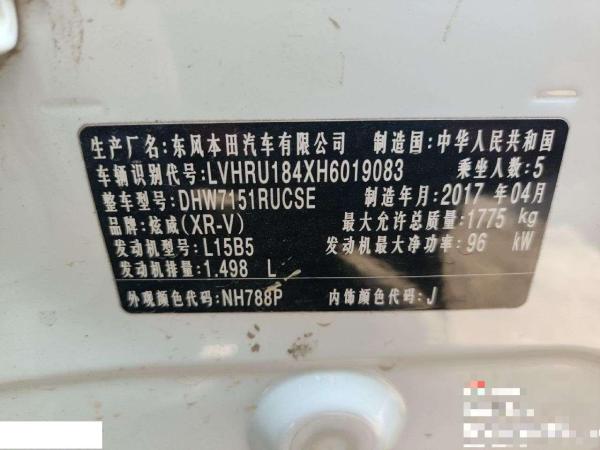 生产厂名:东风本田汽车有限公司 制造国:中华人民共和国
车辆识别代号:LVHRU184XH6019083 乘坐人数:5
整车型号:DHW7151RUCSE 制造年月:2017 年 04月
品牌:炫威(XR-V) 最大允许总质量:1775 kg
发动机型号:L15B5 发动机最大净功率:96 kW
发动机排量:1.498 L
外观颜色代码:NH788P 内饰颜色代码:J